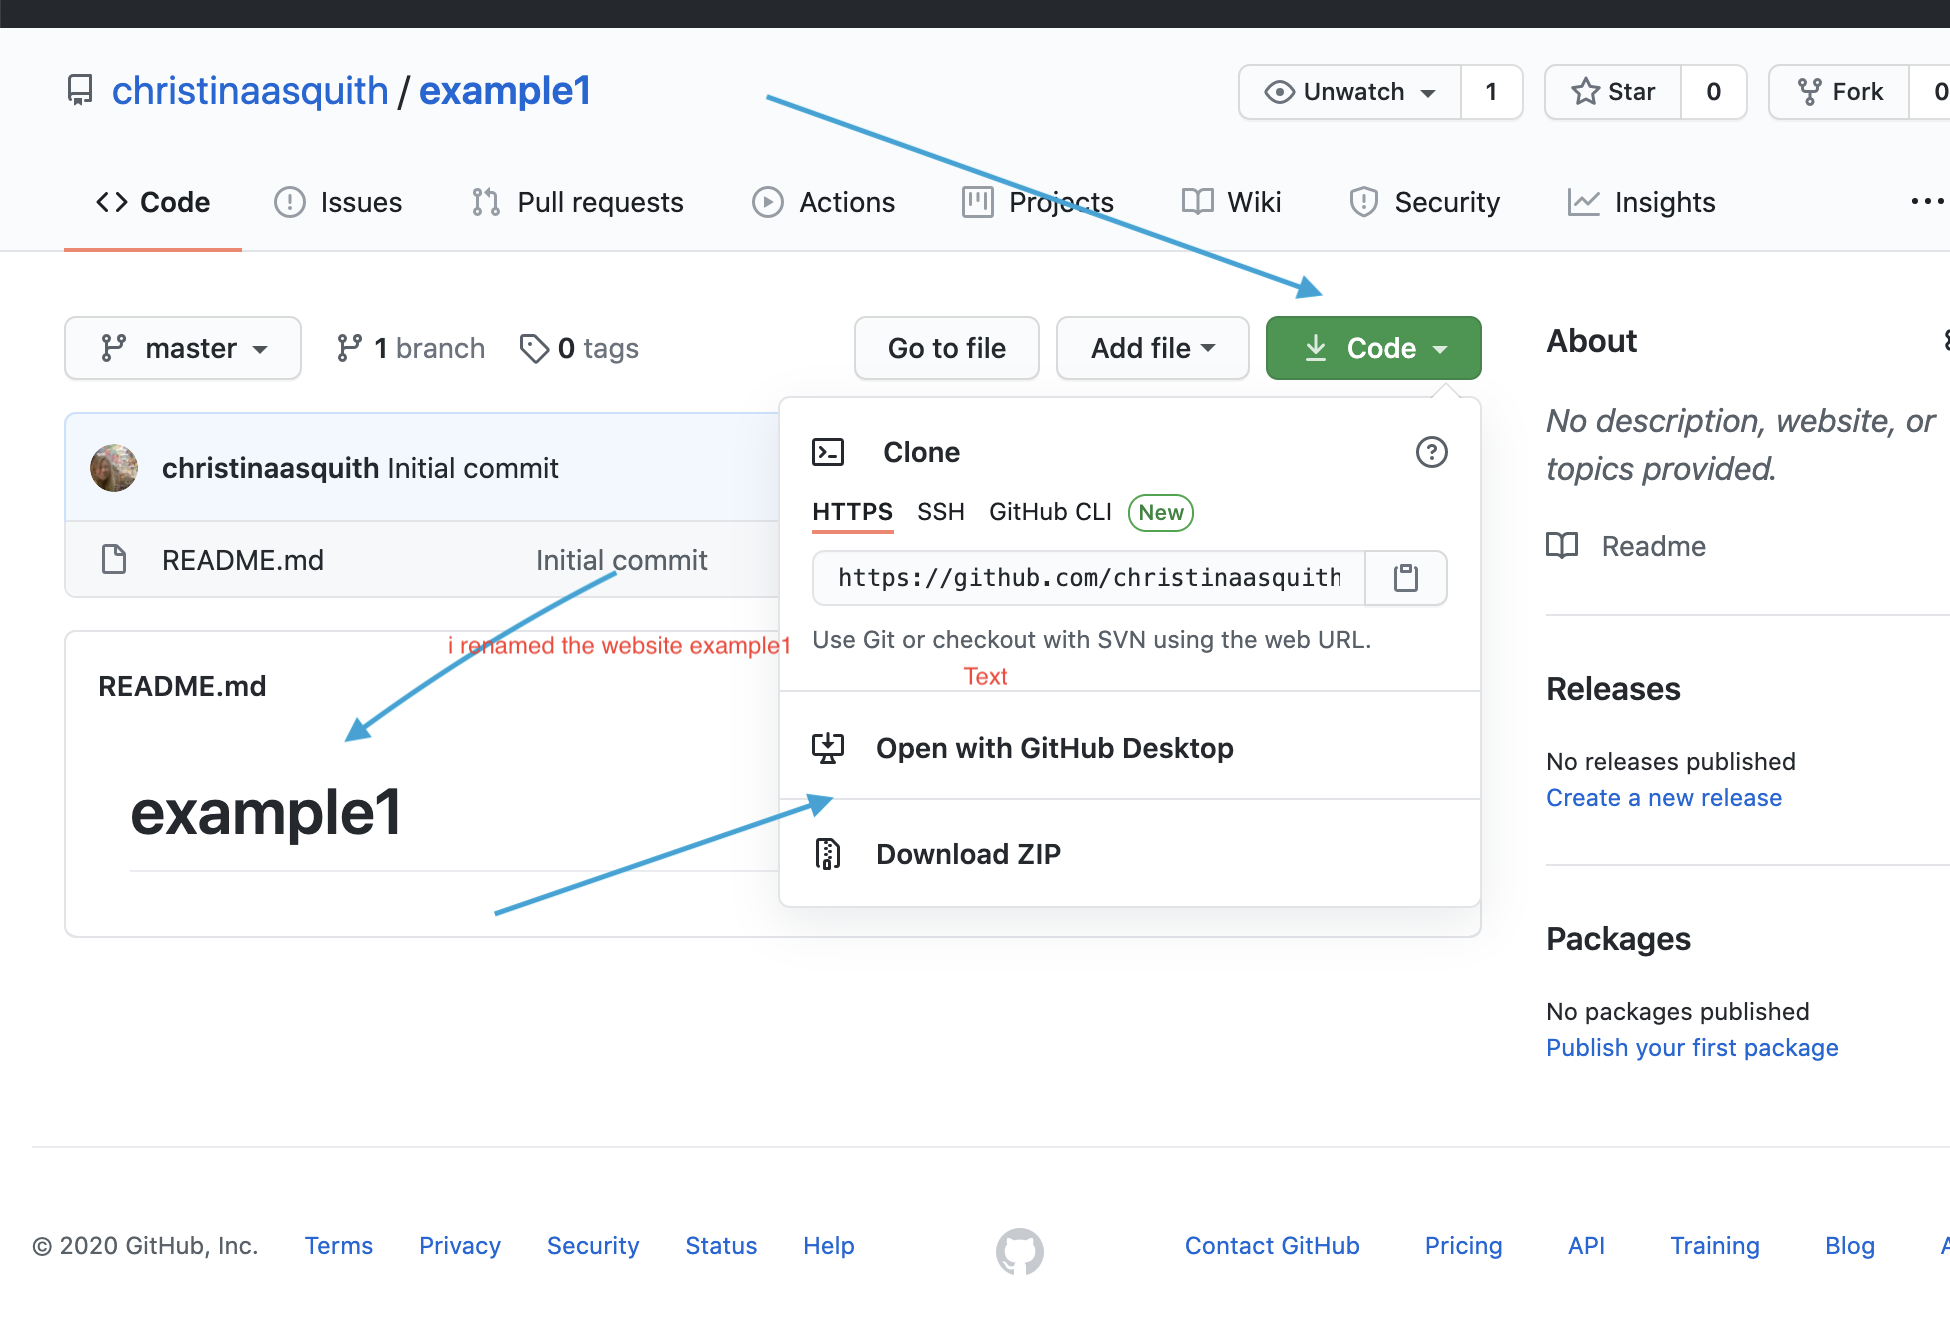 christinaasquith / example1
Unwatch 1 Star 0 Fork 0
Code Issues Pull requests Actions Projects Wiki Security Insights
master 1 branch 0 tags Go to file Add file Code
christinaasquith Initial commit
README.md Initial commit
Clone
HTTPS SSH GitHub CLI New
https://github.com/christinaasquith
Use Git or checkout with SVN using the web URL.
Text
Open with GitHub Desktop
Download ZIP
i renamed the website example1
README.md
example1
About
No description, website, or
topics provided.
Readme
Releases
No releases published
Create a new release
Packages
No packages published
Publish your first package
© 2020 GitHub, Inc. Terms Privacy Security Status Help Contact GitHub Pricing API Training Blog